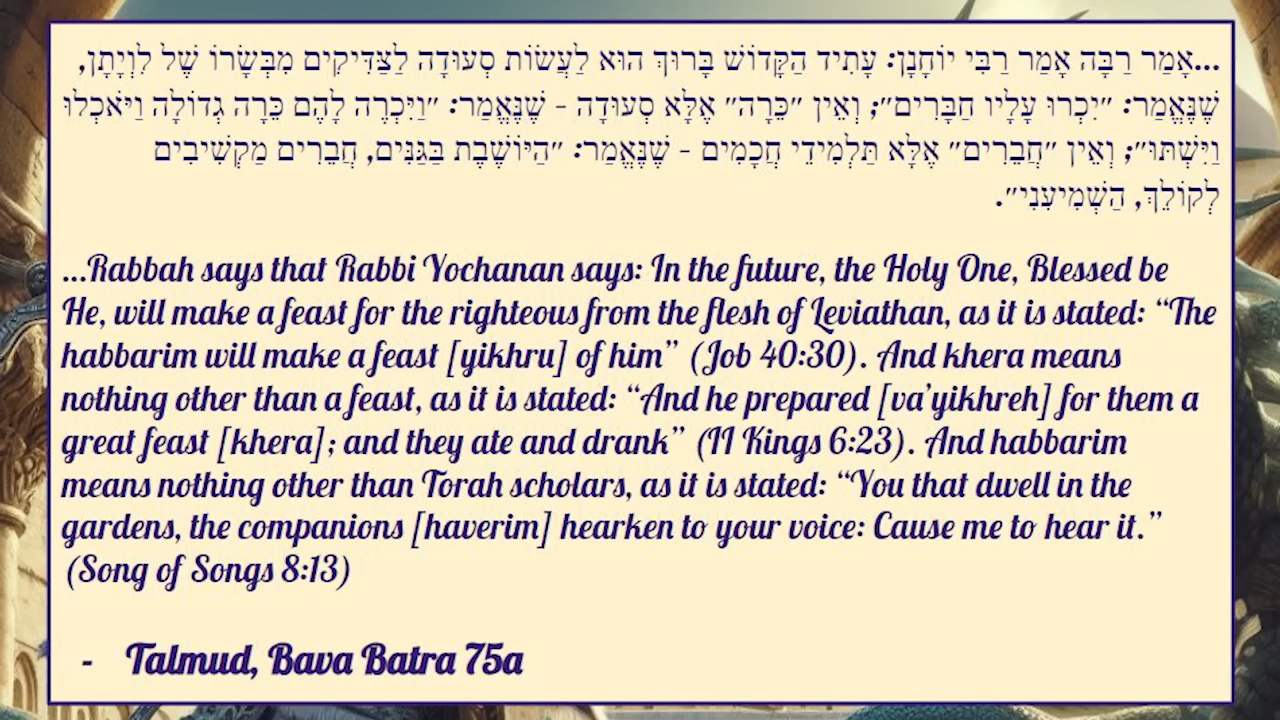 ...אָמַר רַבָּה אָמַר רַבִּי יוֹחָנָן: עָתִיד הַקָּדוֹשׁ בָּרוּךְ הוּא לַעֲשׂוֹת סְעוּדָה לַצַּדִּיקִים מִבְּשָׂרוֹ שֶׁל לִוְיָתָן,
שֶׁנֶּאֱמַר: ״יִכְרוּ עָלָיו חַבָּרִים״; וְאֵין ״כֵּרָה״ אֶלָּא סְעוּדָה - שֶׁנֶּאֱמַר: ״וַיִּכְרֶה לָהֶם כֵּרָה גְדוֹלָה וַיֹּאכְלוּ
וַיִּשְׁתּוּ״; וְאֵין ״חֲבֵרִים״ אֶלָּא תַּלְמִידֵי חֲכָמִים - שֶׁנֶּאֱמַר: ״הַיּוֹשֶׁבֶת בַּגַּנִּים, חֲבֵרִים מַקְשִׁיבִים
לְקוֹלֵךְ, הַשְׁמִיעִנִי״.
...Rabbah says that Rabbi Yochanan says: In the future, the Holy One, Blessed be
He, will make a feast for the righteous from the flesh of Leviathan, as it is stated: “The
habbarim will make a feast [yikhru] of him” (Job 40:30). And khera means
nothing other than a feast, as it is stated: “And he prepared [va’yikhreh] for them a
great feast [khera]; and they ate and drank” (II Kings 6:23). And habbarim
means nothing other than Torah scholars, as it is stated: “You that dwell in the
gardens, the companions [haverim] hearken to your voice: Cause me to hear it.”
(Song of Songs 8:13)
- Talmud, Bava Batra 75a